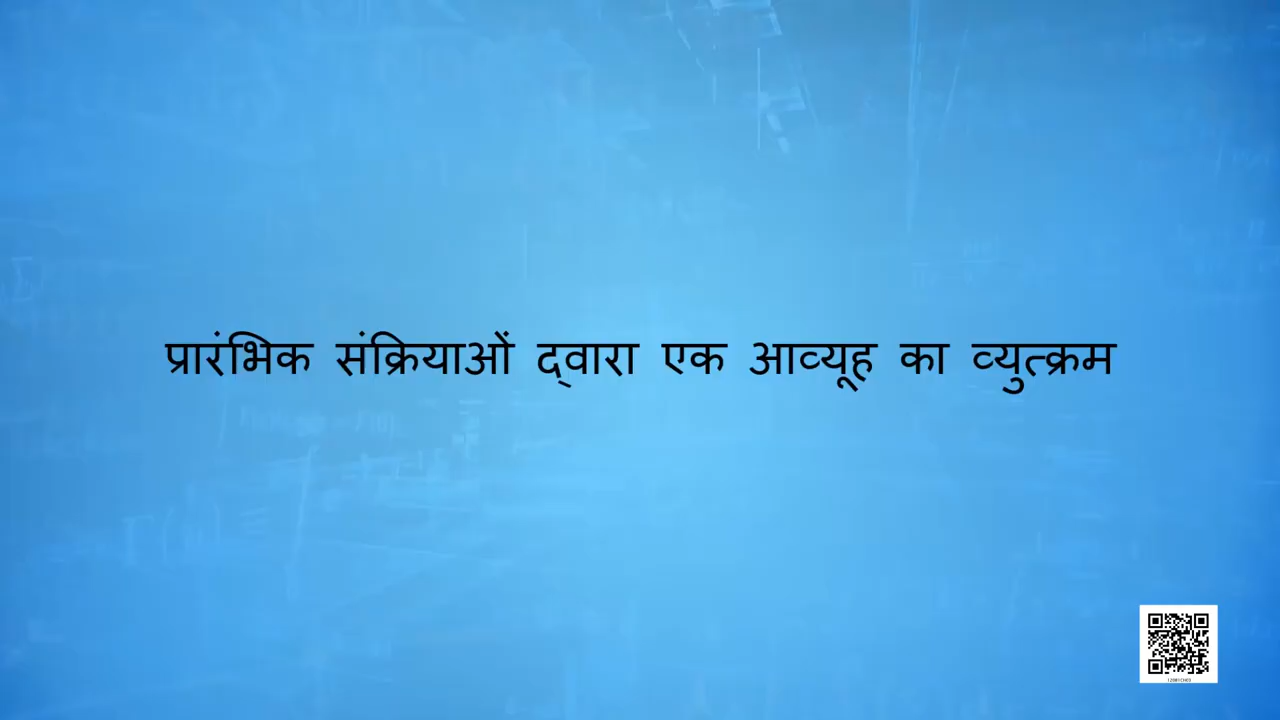 प्रारंभिक संक्रियाओं द्वारा एक आव्यूह का व्युत्क्रम